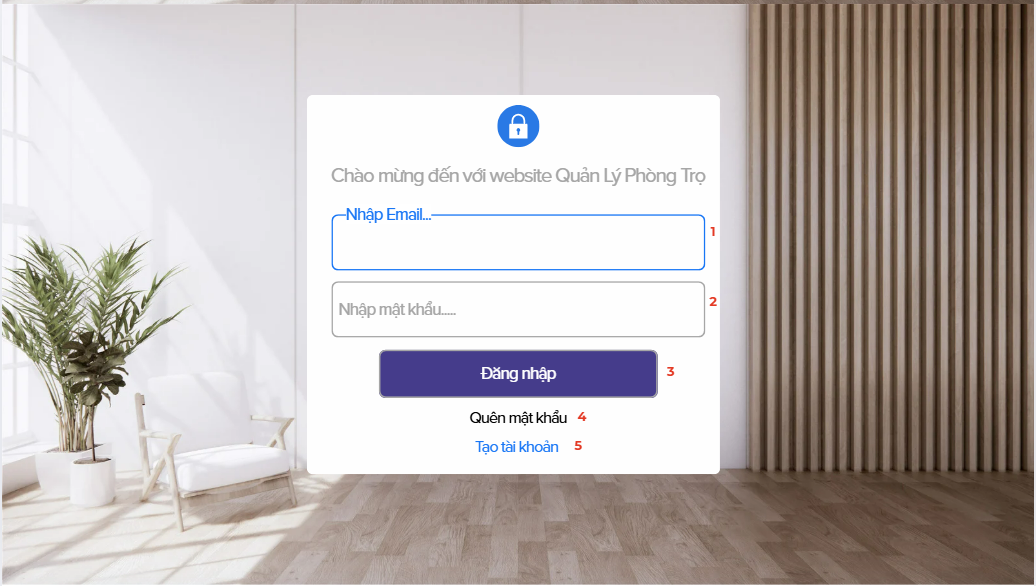 Chào mừng đến với website Quản Lý Phòng Trọ
Nhập Email...
1
Nhập mật khẩu.....
2
Đăng nhập 3
Quên mật khẩu 4
Tạo tài khoản 5